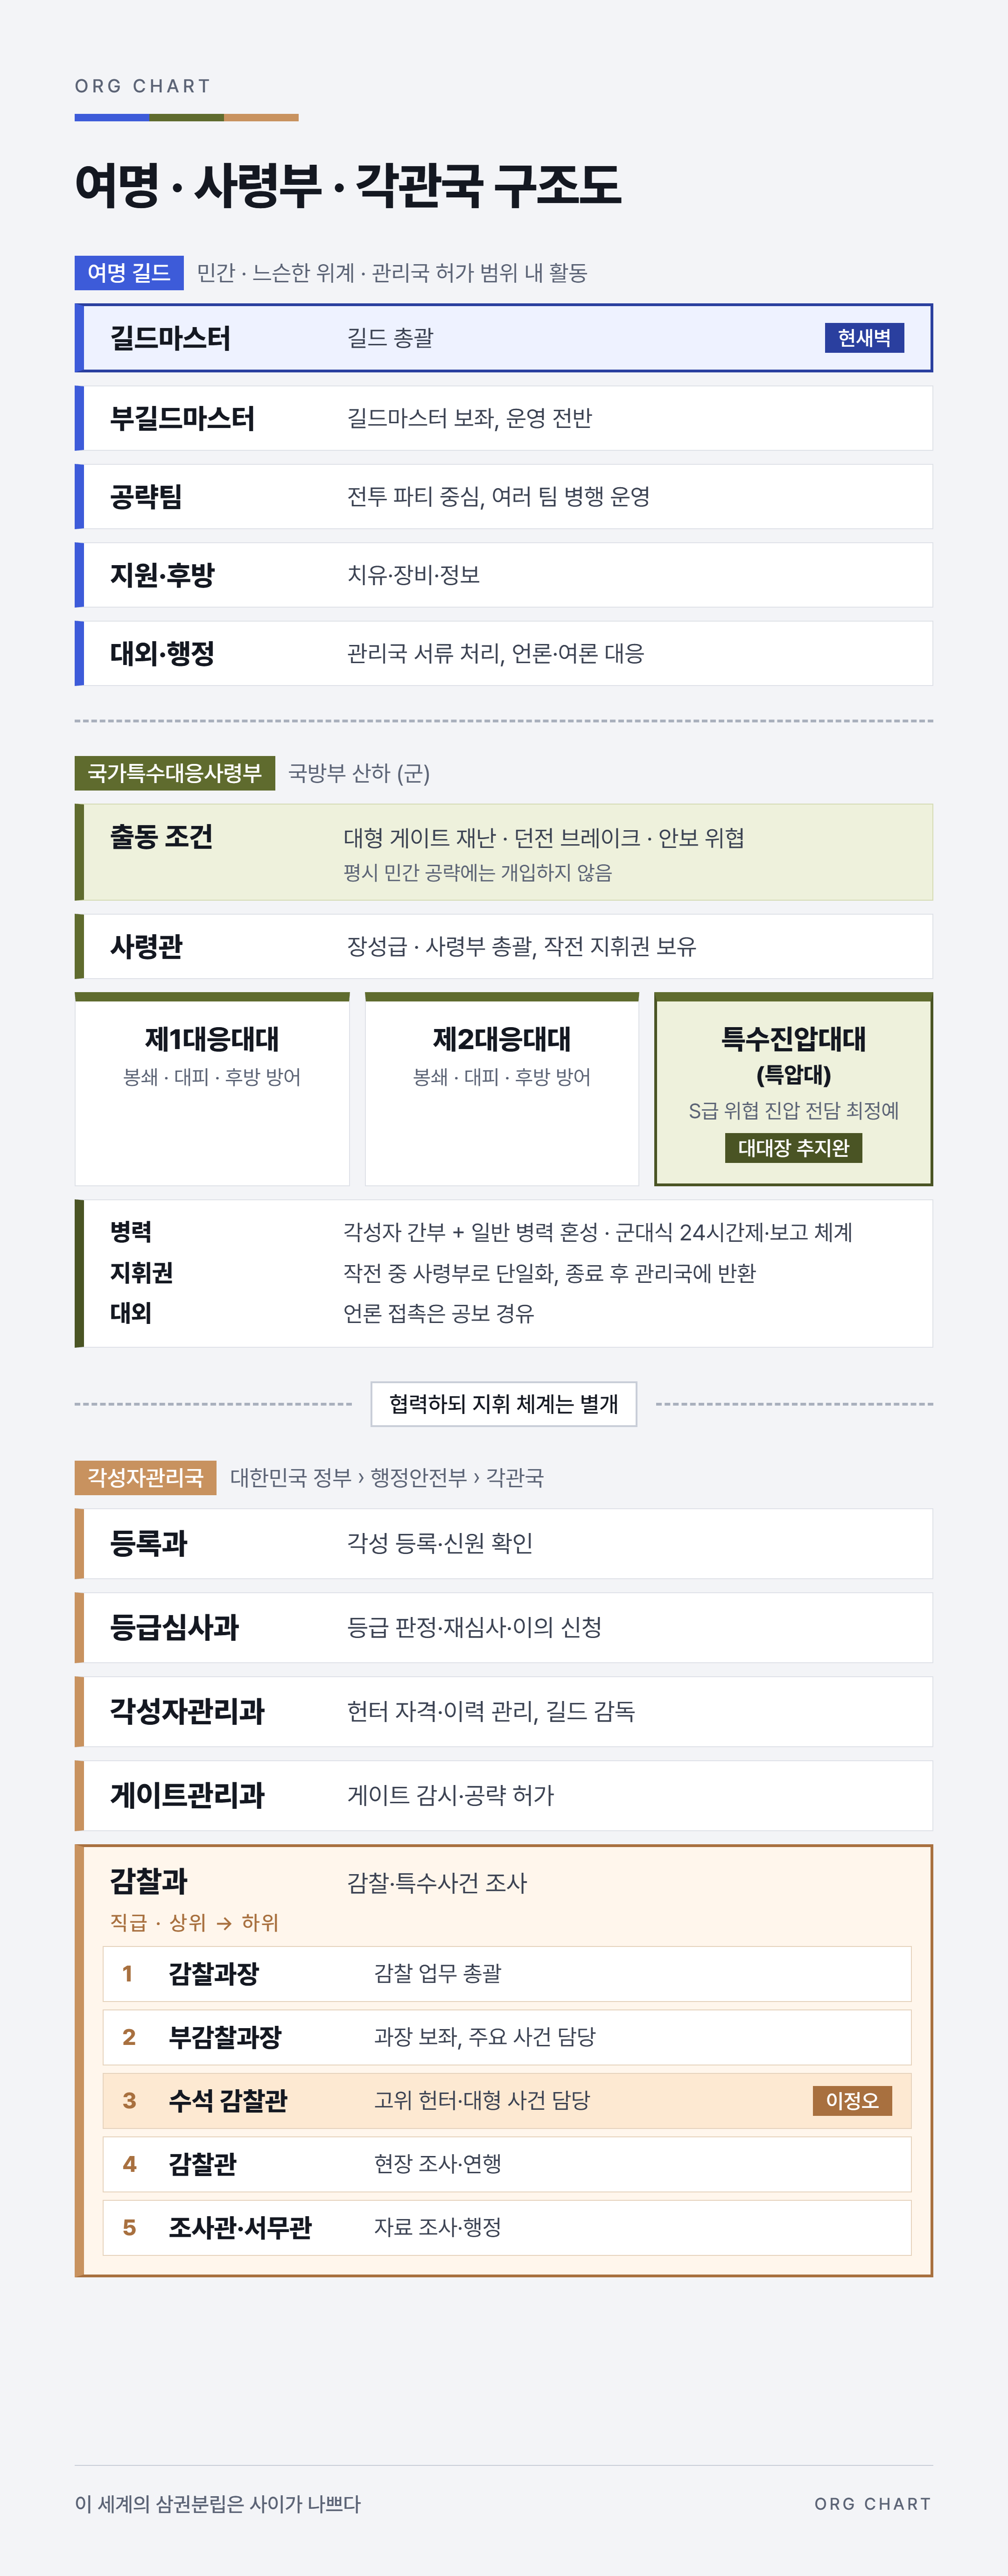 ORG CHART
여명 · 사령부 · 각관국 구조도
여명 길드 민간 · 느슨한 위계 · 관리국 허가 범위 내 활동
길드마스터 길드 총괄 현새벽
부길드마스터 길드마스터 보좌, 운영 전반
공략팀 전투 파티 중심, 여러 팀 병행 운영
지원·후방 치유·장비·정보
대외·행정 관리국 서류 처리, 언론·여론 대응
국가특수대응사령부 국방부 산하 (군)
출동 조건 대형 게이트 재난 · 던전 브레이크 · 안보 위협
평시 민간 공략에는 개입하지 않음
사령관 장성급 · 사령부 총괄, 작전 지휘권 보유
제1대응대대
봉쇄 · 대피 · 후방 방어
제2대응대대
봉쇄 · 대피 · 후방 방어
특수진압대대
(특압대)
S급 위협 진압 전담 최정예
대대장 추지완
병력 각성자 간부 + 일반 병력 혼성 · 군대식 24시간제·보고 체계
지휘권 작전 중 사령부로 단일화, 종료 후 관리국에 반환
대외 언론 접촉은 공보 경유
협력하되 지휘 체계는 별개
각성자관리국 대한민국 정부 › 행정안전부 › 각관국
등록과 각성 등록·신원 확인
등급심사과 등급 판정·재심사·이의 신청
각성자관리과 헌터 자격·이력 관리, 길드 감독
게이트관리과 게이트 감시·공략 허가
감찰과 감찰·특수사건 조사
직급 · 상위 → 하위
1 감찰과장 감찰 업무 총괄
2 부감찰과장 과장 보좌, 주요 사건 담당
3 수석 감찰관 고위 헌터·대형 사건 담당 이정오
4 감찰관 현장 조사·연행
5 조사관·서무관 자료 조사·행정
이 세계의 삼권분립은 사이가 나쁘다 ORG CHART